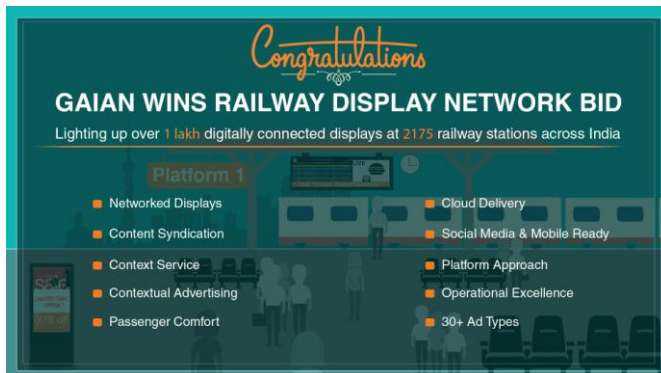 Congratulations
GAIAN WINS RAILWAY DISPLAY NETWORK BID
Lighting up over 1 lakh digitally connected displays at 2175 railway stations across India
Platform 1
LIVE
Networked Displays
Content Syndication
Context Service
Contextual Advertising
Passenger Comfort
Cloud Delivery
Social Media & Mobile Ready
Platform Approach
Operational Excellence
30+ Ad Types
SALE